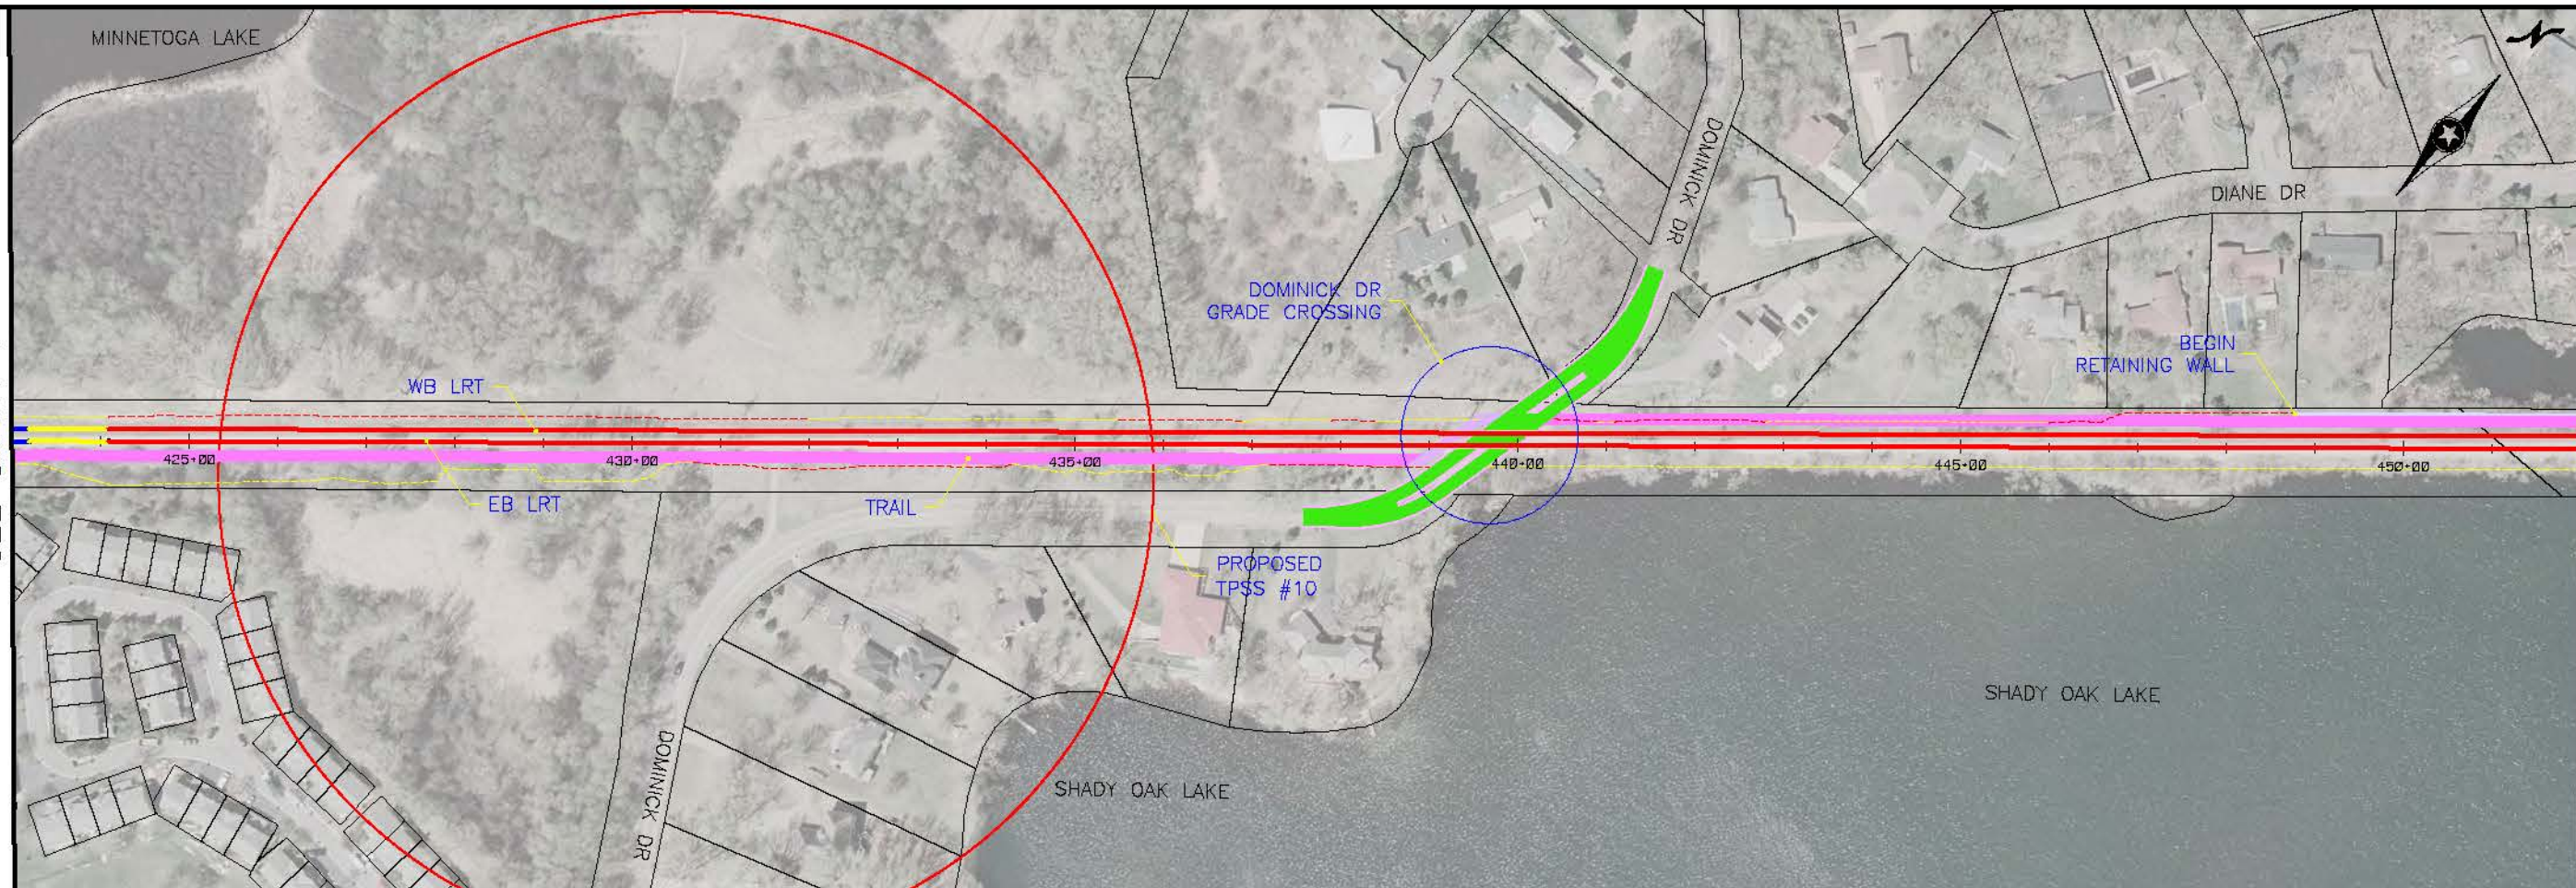 MINNETOGA LAKE
DOMINICK DR
DIANE DR
DOMINICK DR
GRADE CROSSING
BEGIN
RETAINING WALL
WB LRT
425+00
430+00
435+00
440+00
445+00
450+00
EB LRT
TRAIL
PROPOSED
TPSS #10
SHADY OAK LAKE
DOMINICK DR
SHADY OAK LAKE